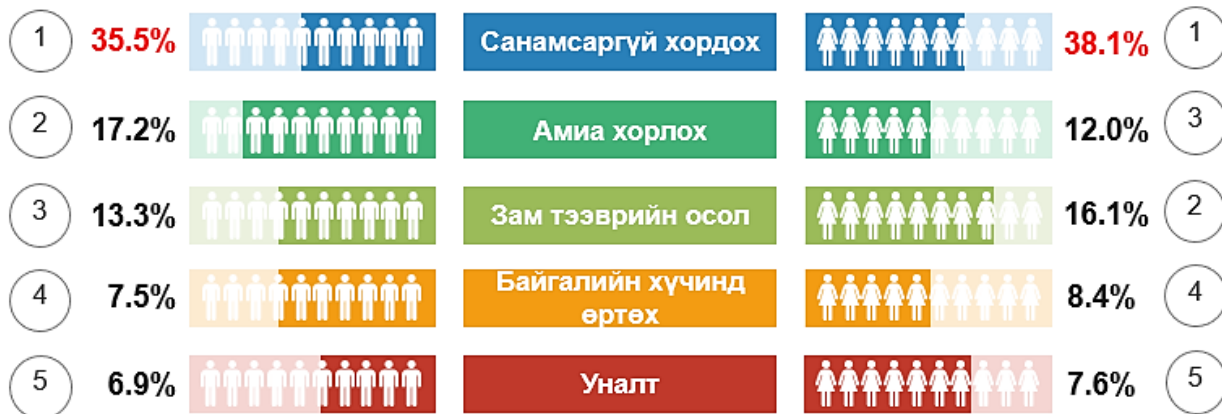 1 35.5% Санамсаргүй хордох 38.1% 1
2 17.2% Амиа хорлох 12.0% 3
3 13.3% Зам тээврийн осол 16.1% 2
4 7.5% Байгалийн хүчинд
өртөх 8.4% 4
5 6.9% Уналт 7.6% 5